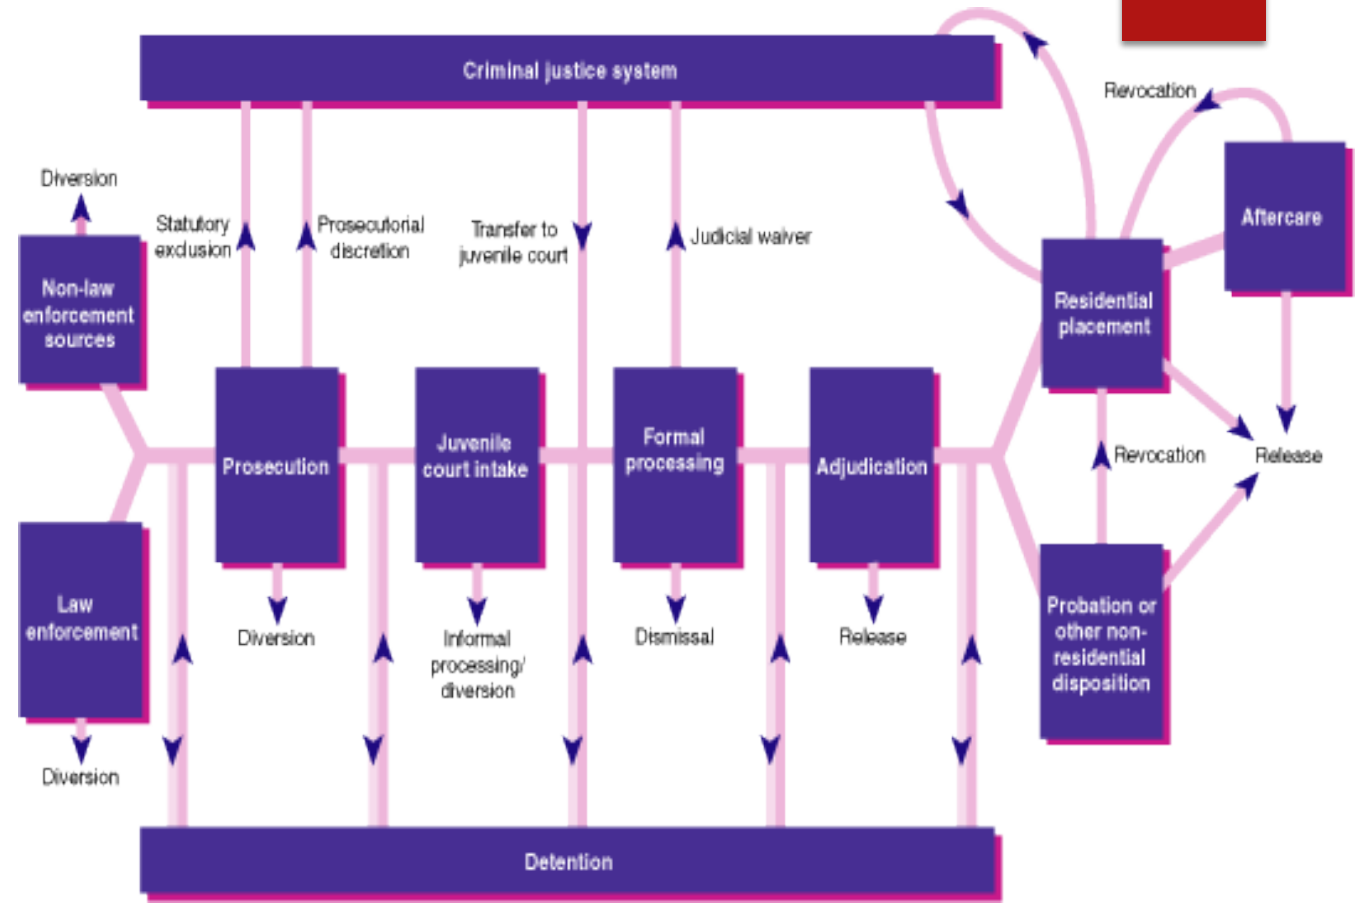 Criminal justice system
Revocation
Diversion
Aftercare
Statutory
exclusion
Prosecutorial
discretion
Transfer to
juvenile court
Judicial waiver
Non-law
enforcement
sources
Residential
placement
Prosecution
Juvenile
court intake
Formal
processing
Adjudication
Revocation
Release
Law
enforcement
Diversion
Informal
processing/
diversion
Dismissal
Release
Probation or
other non-
residential
disposition
Diversion
Detention